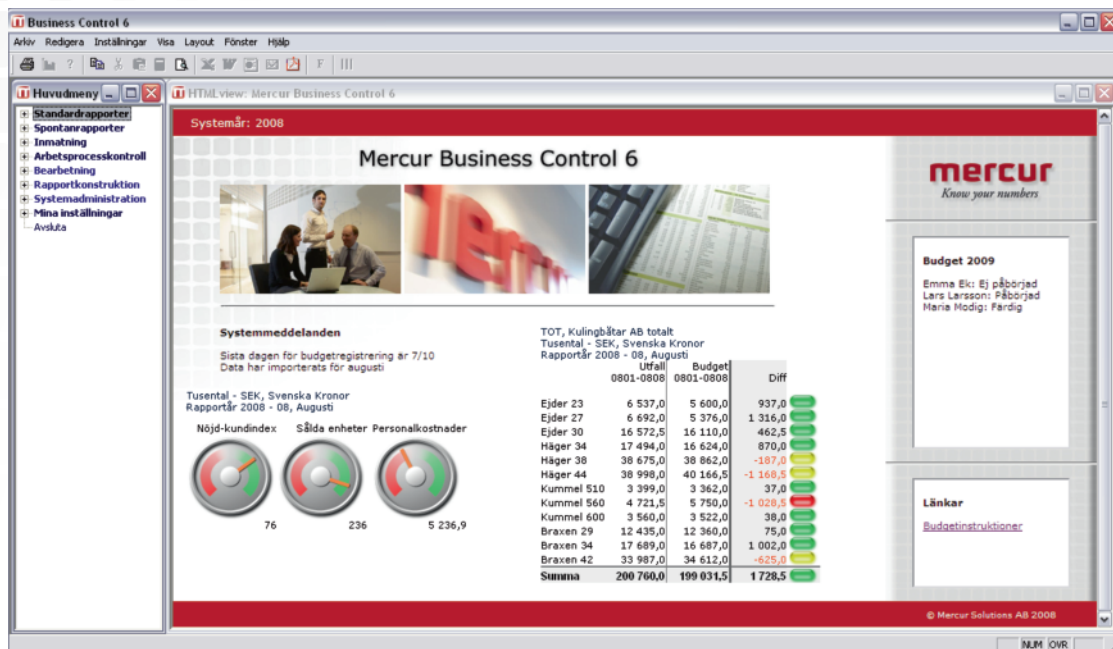 Business Control 6
Arkiv Redigera Inställningar Visa Layout Fönster Hjälp
F
Huvudmeny
Standardrapporter
Spontanrapporter
Inmatning
Arbetsprocesskontroll
Bearbetning
Rapportkonstruktion
Systemadministration
Mina inställningar
Avsluta
HTMLview: Mercur Business Control 6
Systemår: 2008
Mercur Business Control 6
Systemmeddelanden
Sista dagen för budgetregistrering är 7/10
Data har importerats för augusti
Tusental - SEK, Svenska Kronor
Rapportår 2008 - 08, Augusti
Nöjd-kundindex Sålda enheter Personalkostnader
76 236 5 236,9
TOT, Kulingbåtar AB totalt
Tusental - SEK, Svenska Kronor
Rapportår 2008 - 08, Augusti
Utfall Budget
0801-0808 0801-0808 Diff
Ejder 23 6 537,0 5 600,0 937,0
Ejder 27 6 692,0 5 376,0 1 316,0
Ejder 30 16 572,5 16 110,0 462,5
Häger 34 17 494,0 16 624,0 870,0
Häger 38 38 675,0 38 862,0 -187,0
Häger 44 38 998,0 40 166,5 -1 168,5
Kummel 510 3 399,0 3 362,0 37,0
Kummel 560 4 721,5 5 750,0 -1 028,5
Kummel 600 3 560,0 3 522,0 38,0
Braxen 29 12 435,0 12 360,0 75,0
Braxen 34 17 689,0 16 687,0 1 002,0
Braxen 42 33 987,0 34 612,0 -625,0
Summa 200 760,0 199 031,5 1 728,5
mercur
Know your numbers
Budget 2009
Emma Ek: Ej påbörjad
Lars Larsson: Påbörjad
Maria Modig: Färdig
Länkar
Budgetinstruktioner
© Mercur Solutions AB 2008
NUM OVR